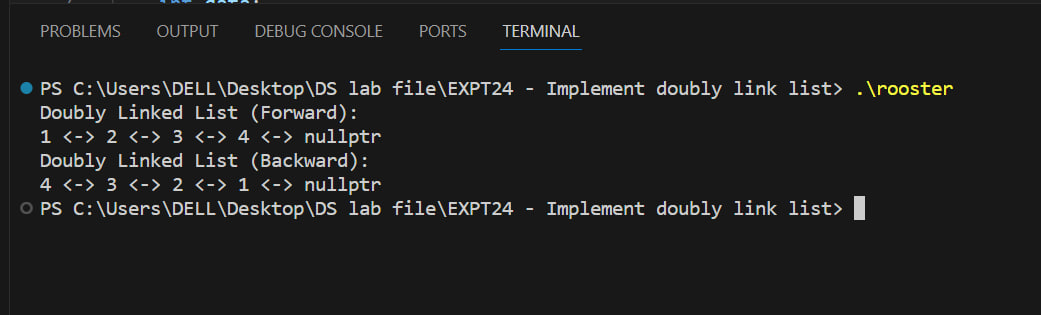 int data;
PROBLEMS OUTPUT DEBUG CONSOLE PORTS TERMINAL
PS C:\Users\DELL\Desktop\DS lab file\EXPT24 - Implement doubly link list> .\rooster
Doubly Linked List (Forward):
1 <-> 2 <-> 3 <-> 4 <-> nullptr
Doubly Linked List (Backward):
4 <-> 3 <-> 2 <-> 1 <-> nullptr
PS C:\Users\DELL\Desktop\DS lab file\EXPT24 - Implement doubly link list>